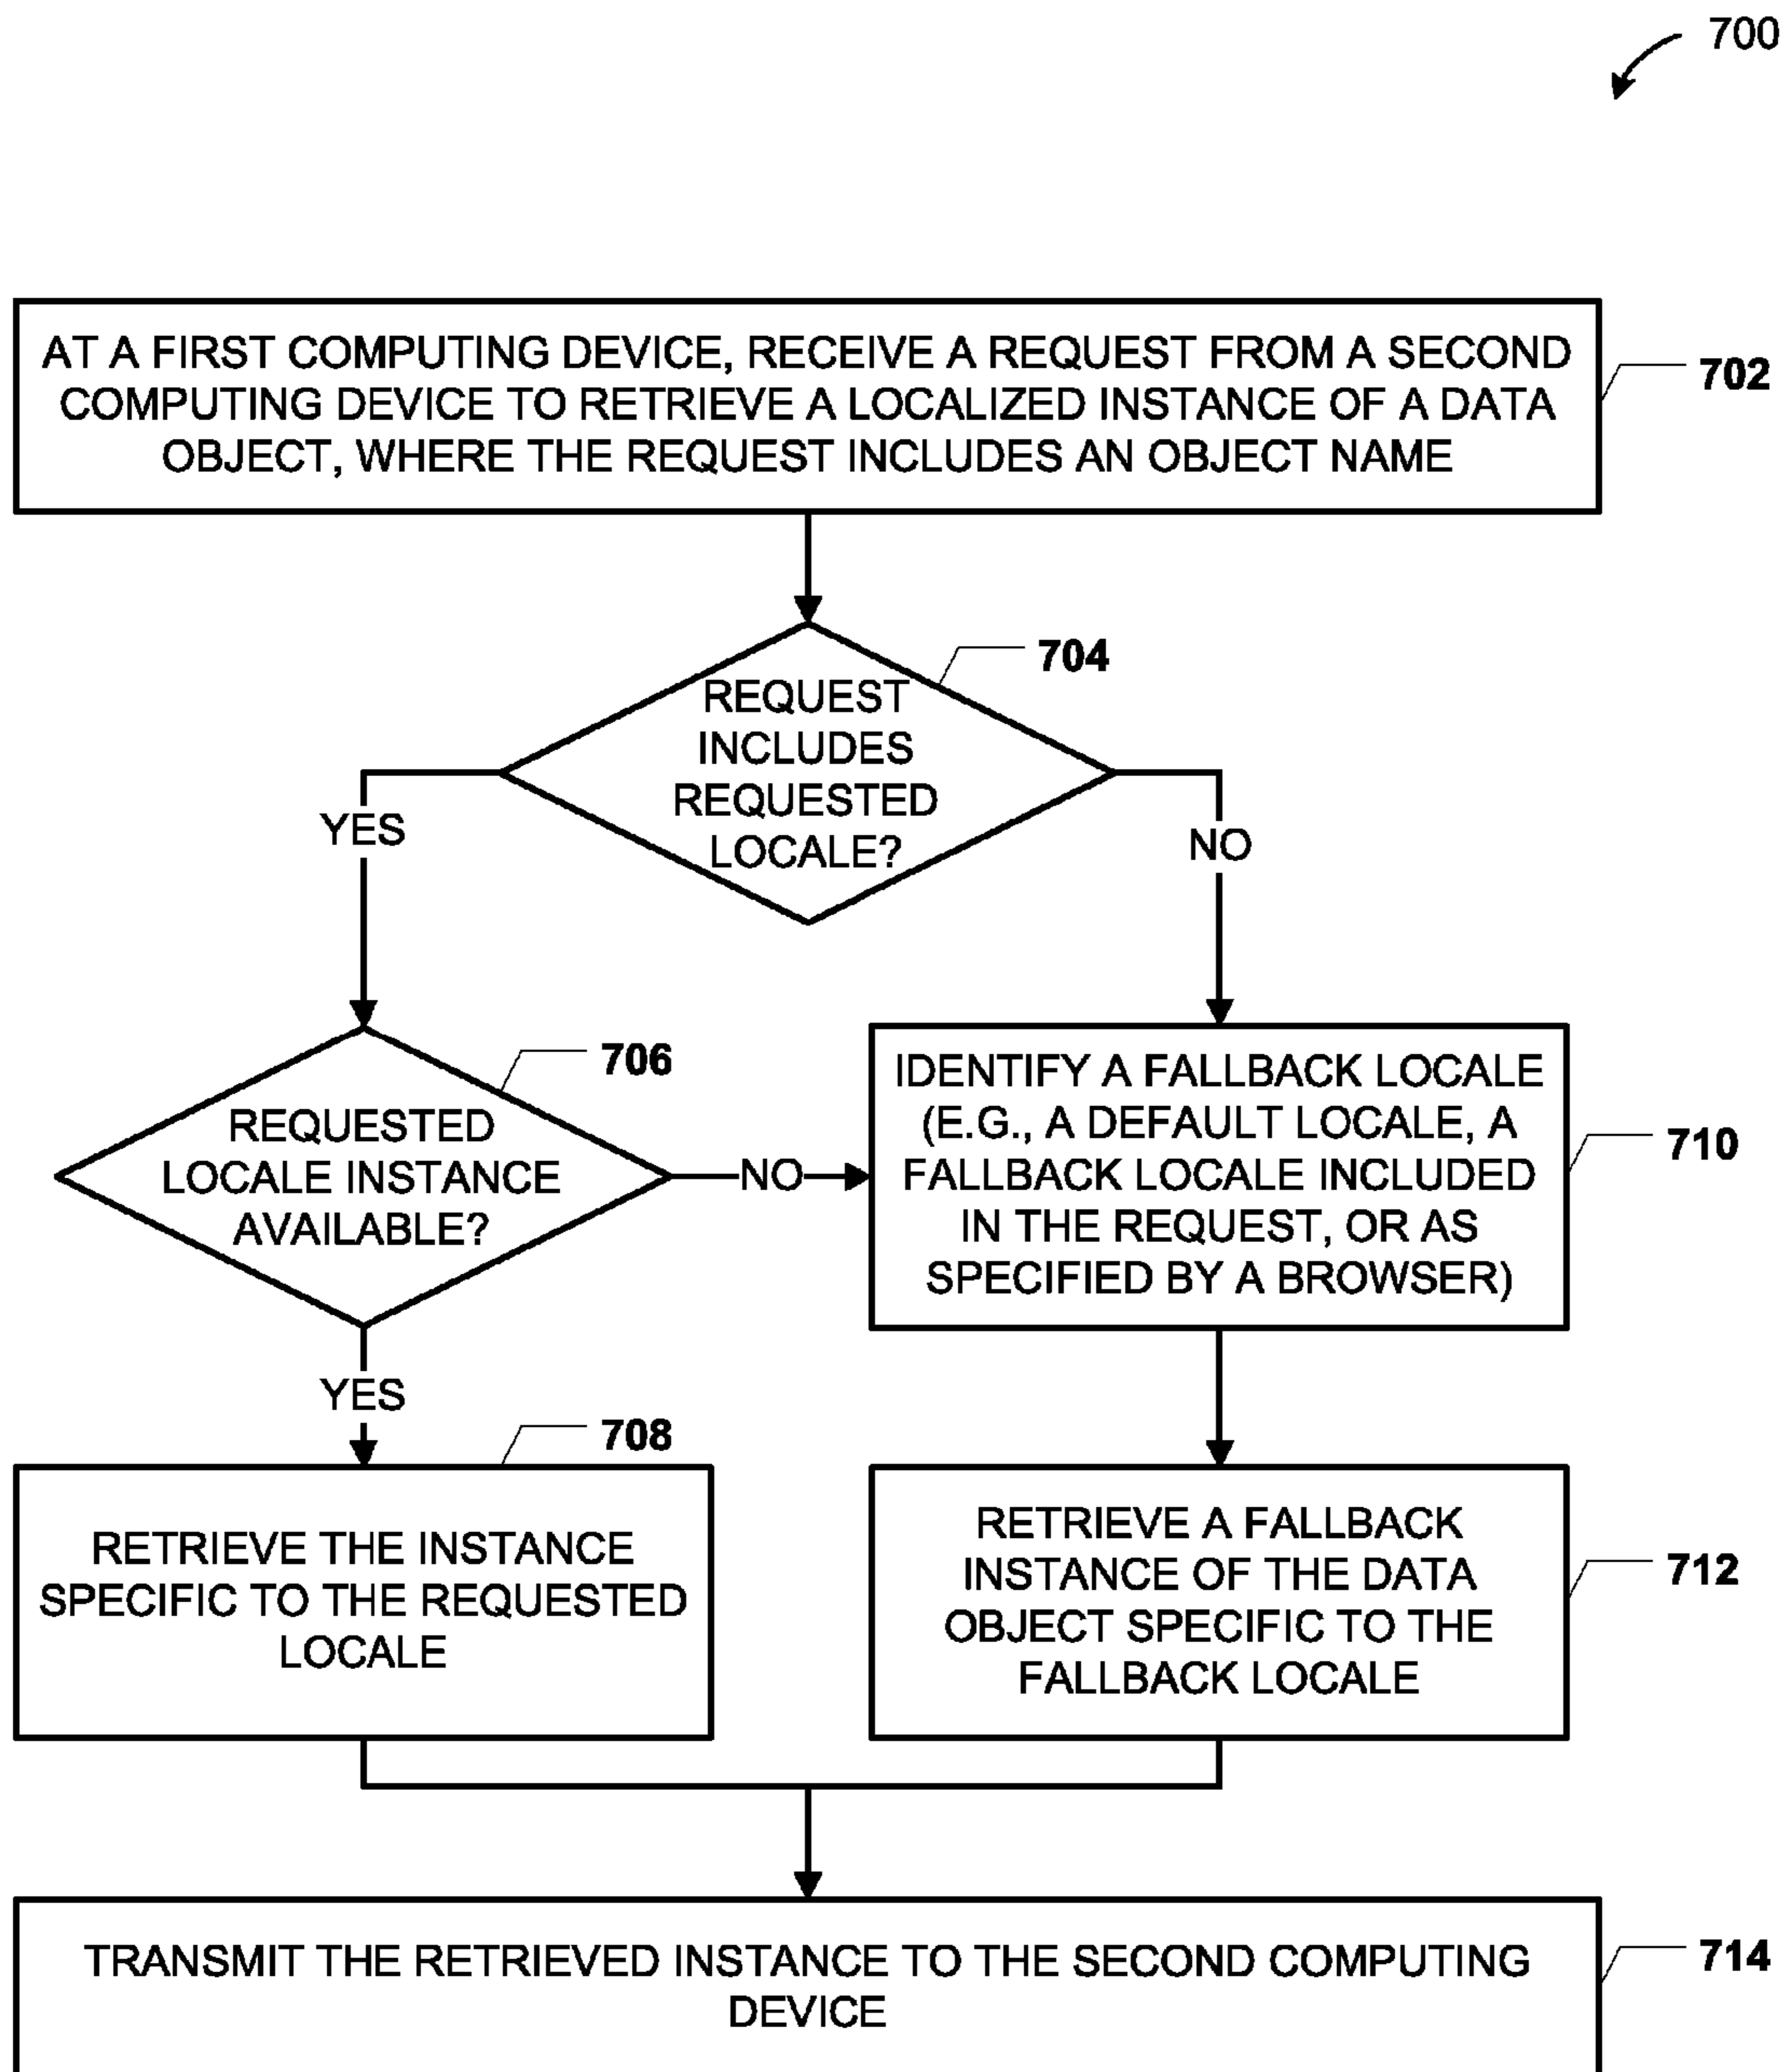 700
AT A FIRST COMPUTING DEVICE, RECEIVE A REQUEST FROM A SECOND
COMPUTING DEVICE TO RETRIEVE A LOCALIZED INSTANCE OF A DATA
OBJECT, WHERE THE REQUEST INCLUDES AN OBJECT NAME
702
704
REQUEST
INCLUDES
REQUESTED
LOCALE?
YES
NO
706
REQUESTED
LOCALE INSTANCE
AVAILABLE?
NO
YES
IDENTIFY A FALLBACK LOCALE
(E.G., A DEFAULT LOCALE, A
FALLBACK LOCALE INCLUDED
IN THE REQUEST, OR AS
SPECIFIED BY A BROWSER)
710
708
RETRIEVE THE INSTANCE
SPECIFIC TO THE REQUESTED
LOCALE
RETRIEVE A FALLBACK
INSTANCE OF THE DATA
OBJECT SPECIFIC TO THE
FALLBACK LOCALE
712
TRANSMIT THE RETRIEVED INSTANCE TO THE SECOND COMPUTING
DEVICE
714